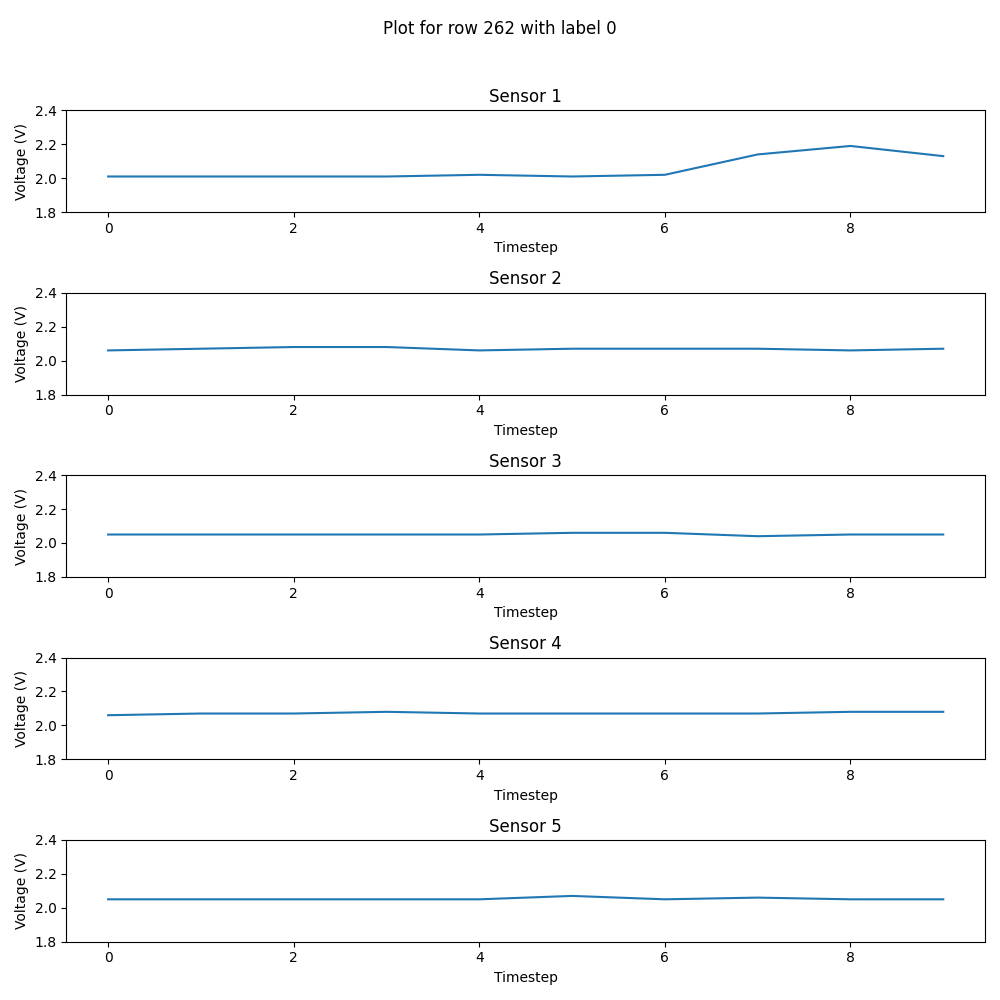 Plot for row 262 with label 0
Sensor 1
Voltage (V)
2.4
2.2
2.0
1.8
0 2 4 6 8
Timestep
Sensor 2
Voltage (V)
2.4
2.2
2.0
1.8
0 2 4 6 8
Timestep
Sensor 3
Voltage (V)
2.4
2.2
2.0
1.8
0 2 4 6 8
Timestep
Sensor 4
Voltage (V)
2.4
2.2
2.0
1.8
0 2 4 6 8
Timestep
Sensor 5
Voltage (V)
2.4
2.2
2.0
1.8
0 2 4 6 8
Timestep